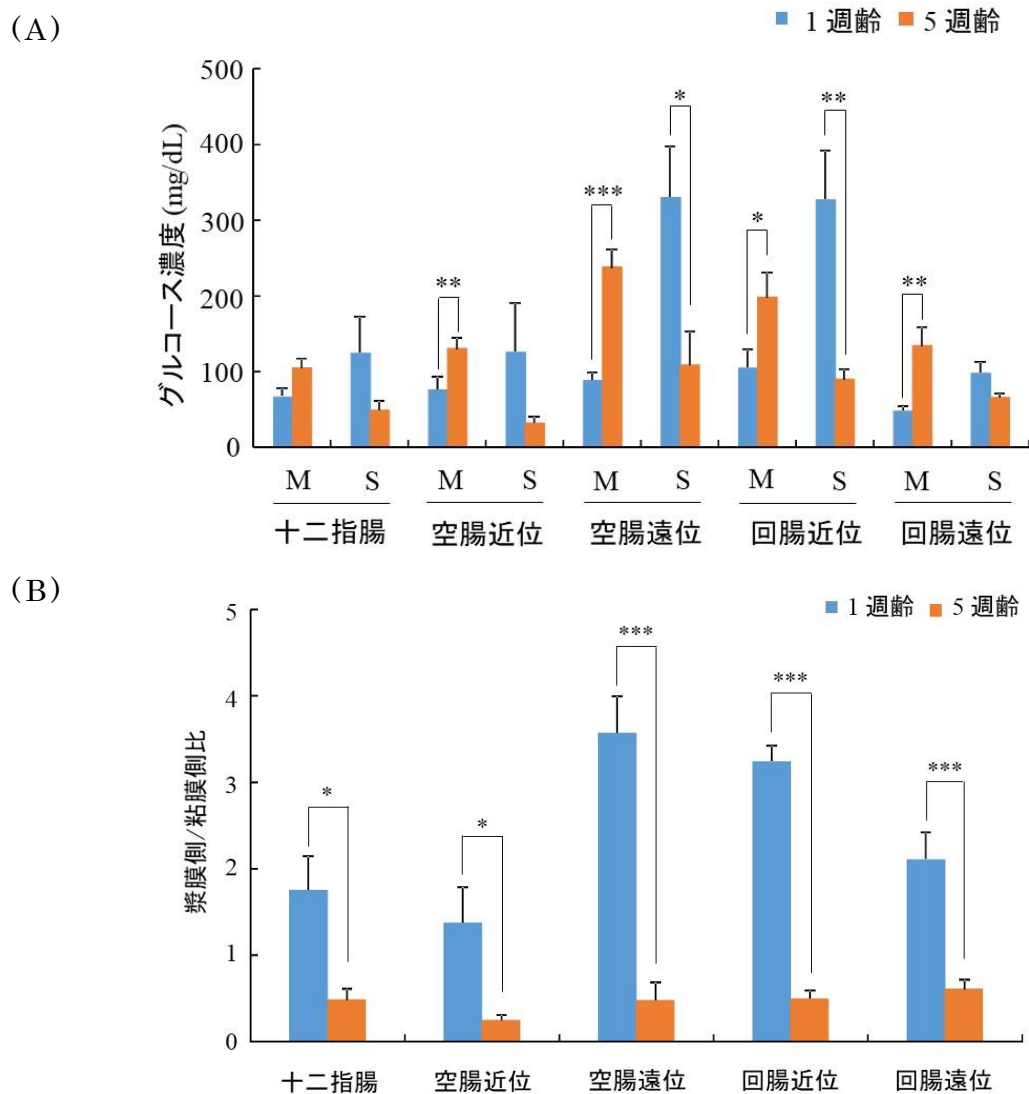 (A)
1 週齢 5 週齢
グルコース濃度 (mg/dL)
500
400
300
200
100
0
** *** * * ** **
M S M S M S M S M S
十二指腸 空腸近位 空腸遠位 回腸近位 回腸遠位
(B)
1 週齢 5 週齢
漿膜側/粘膜側比
5
4
3
2
1
0
* * *** *** ***
十二指腸 空腸近位 空腸遠位 回腸近位 回腸遠位